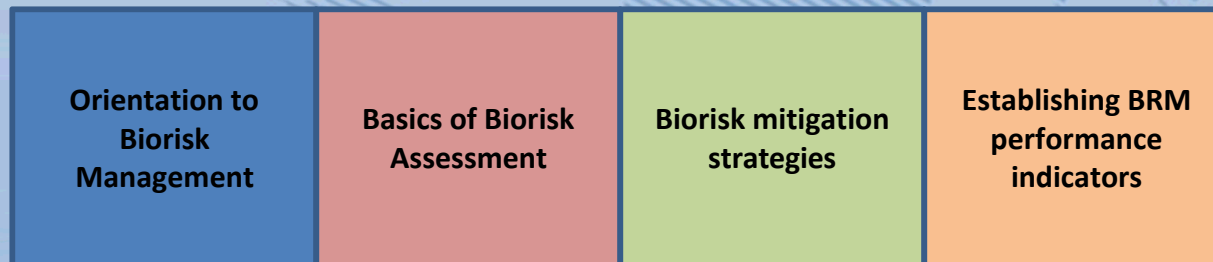 Orientation to
Biorisk
Management
Basics of Biorisk
Assessment
Biorisk mitigation
strategies
Establishing BRM
performance
indicators